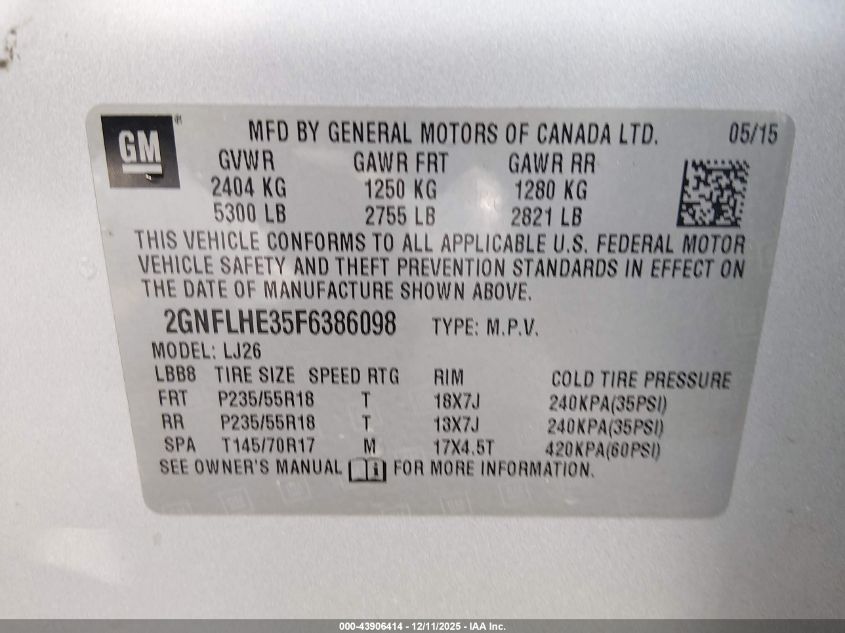 GM
MFD BY GENERAL MOTORS OF CANADA LTD. 05/15
GVWR GAWR FRT GAWR RR
2404 KG 1250 KG 1280 KG
5300 LB 2755 LB 2821 LB
THIS VEHICLE CONFORMS TO ALL APPLICABLE U.S. FEDERAL MOTOR
VEHICLE SAFETY AND THEFT PREVENTION STANDARDS IN EFFECT ON
THE DATE OF MANUFACTURE SHOWN ABOVE.
2GNFLHE35F6386098 TYPE: M.P.V.
MODEL: LJ26
LBB8 TIRE SIZE SPEED RTG RIM COLD TIRE PRESSURE
FRT P235/55R18 T 18X7J 240KPA(35PSI)
RR P235/55R18 T 18X7J 240KPA(35PSI)
SPA T145/70R17 M 17X4.5T 420KPA(60PSI)
SEE OWNER'S MANUAL FOR MORE INFORMATION.
000-43906414 - 12/11/2025 - IAA Inc.